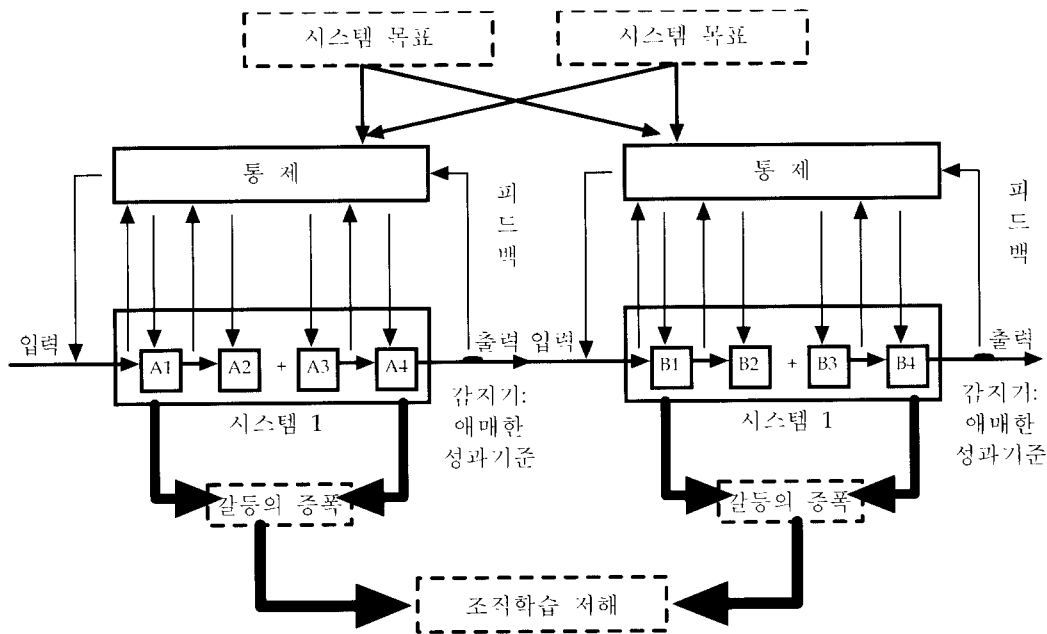 시스템 목표
시스템 목표
통 제
통 제
피
드
백
피
드
백
입력
A1
A2
+
A3
A4
출력
입력
B1
B2
+
B3
B4
출력
시스템 1
감지기:
애매한
성과기준
시스템 1
감지기:
애매한
성과기준
갈등의 증폭
갈등의 증폭
조직학습 저해